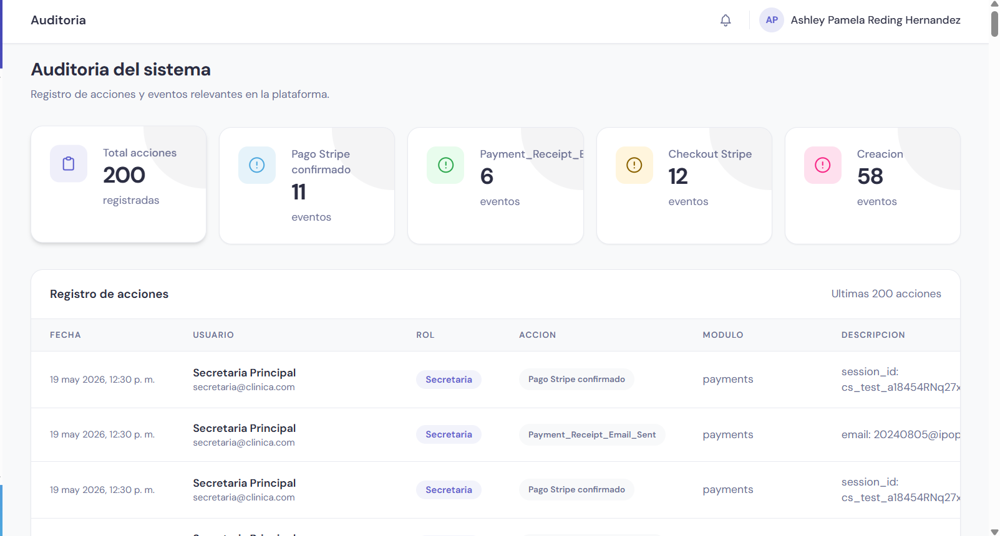 Auditoria
AP
Ashley Pamela Reding Hernandez
Auditoria del sistema
Registro de acciones y eventos relevantes en la plataforma.
Total acciones
200
registradas
Pago Stripe
confirmado
11
eventos
Payment_Receipt_E
6
eventos
Checkout Stripe
12
eventos
Creacion
58
eventos
Registro de acciones
Ultimas 200 acciones
FECHA USUARIO ROL ACCION MODULO DESCRIPCION
19 may 2026, 12:30 p. m.
Secretaria Principal
secretaria@clinica.com
Secretaria
Pago Stripe confirmado
payments
session_id:
cs_test_a18454RNq27x
19 may 2026, 12:30 p. m.
Secretaria Principal
secretaria@clinica.com
Secretaria
Payment_Receipt_Email_Sent
payments
email: 20240805@ipop
19 may 2026, 12:30 p. m.
Secretaria Principal
secretaria@clinica.com
Secretaria
Pago Stripe confirmado
payments
session_id:
cs_test_a18454RNq27x